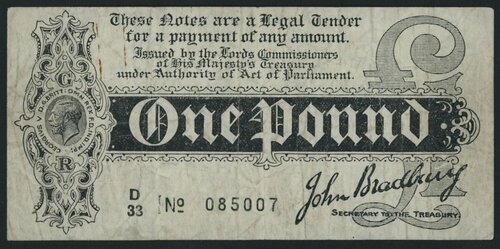 These Notes are a Legal Tender
for a payment of any amount.
Issued by the Lords Commissioners
of His Majesty's Treasury
under Authority of Act of Parliament.
£
G
R
One Pound
D
33 No 085007
John Bradbury
SECRETARY TO THE TREASURY.